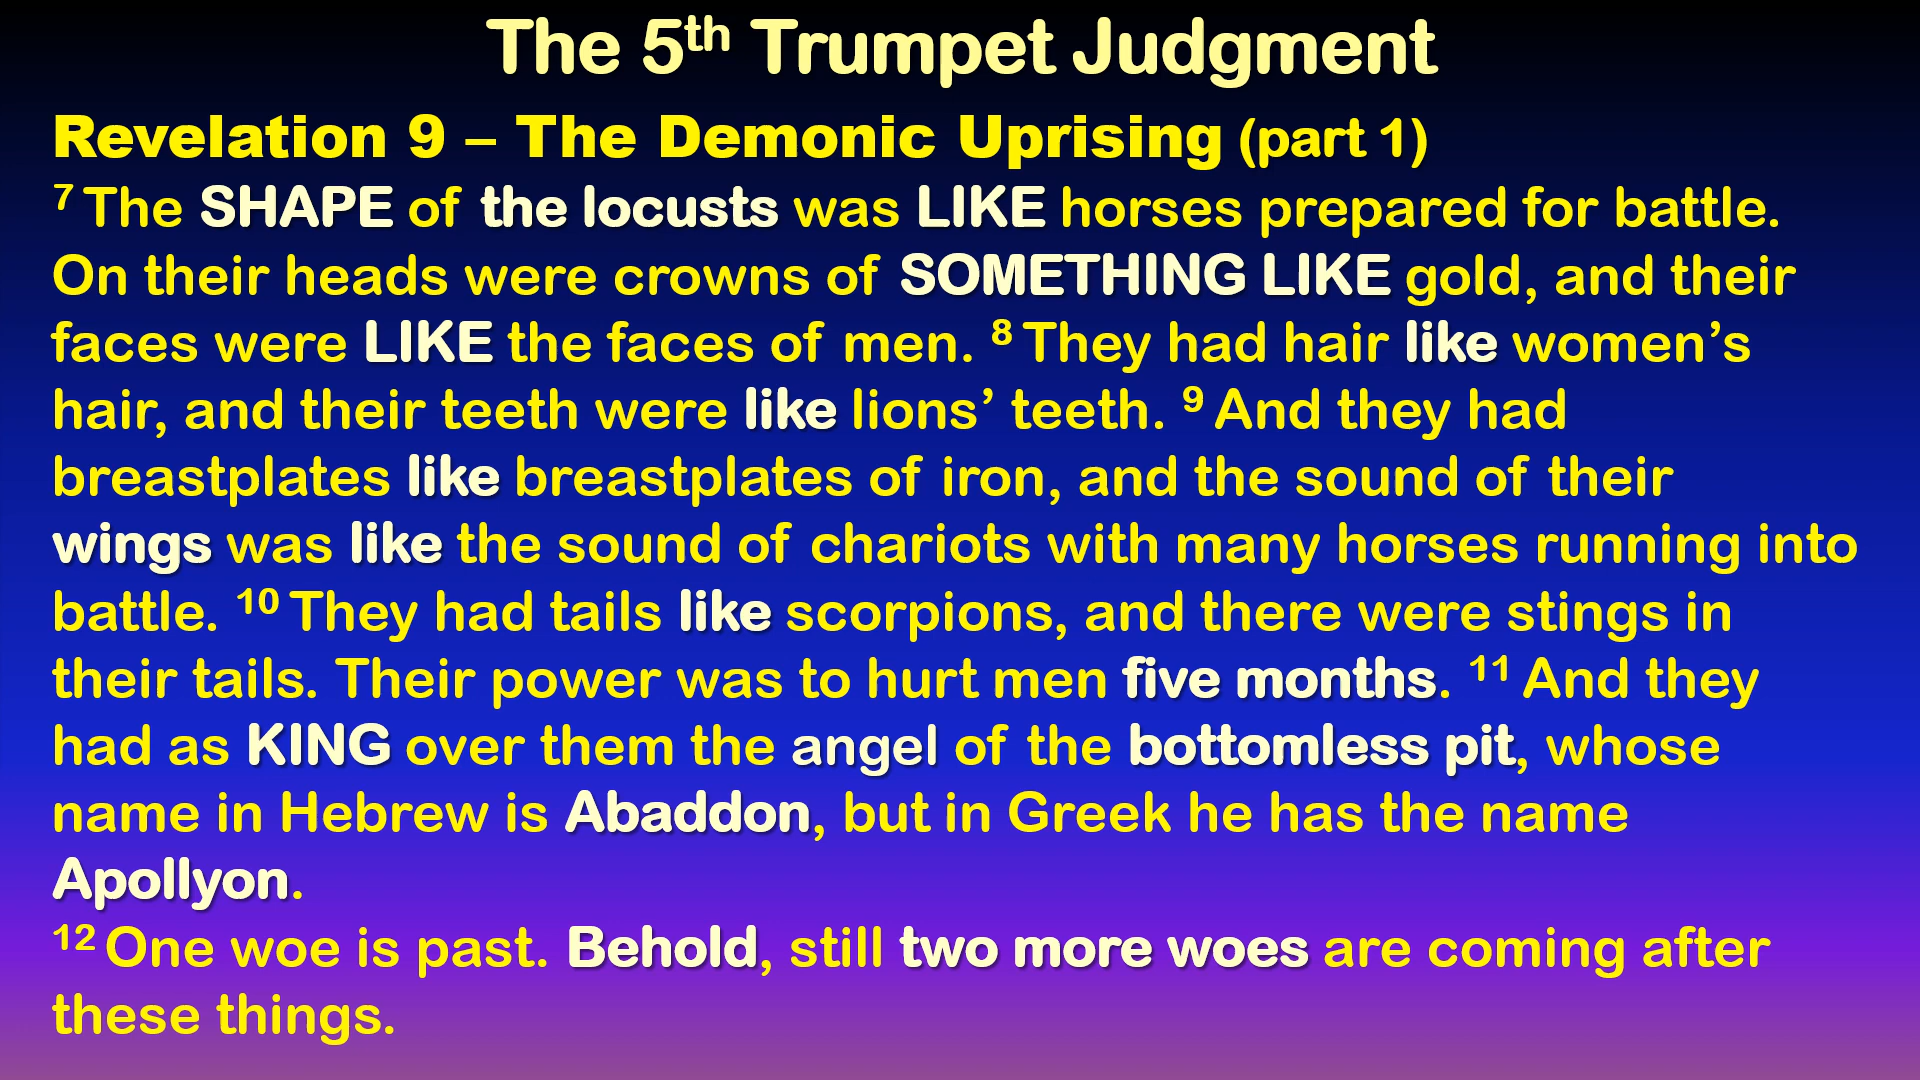 The 5th Trumpet Judgment
Revelation 9 – The Demonic Uprising (part 1)
7 The SHAPE of the locusts was LIKE horses prepared for battle.
On their heads were crowns of SOMETHING LIKE gold, and their
faces were LIKE the faces of men. 8 They had hair like women’s
hair, and their teeth were like lions’ teeth. 9 And they had
breastplates like breastplates of iron, and the sound of their
wings was like the sound of chariots with many horses running into
battle. 10 They had tails like scorpions, and there were stings in
their tails. Their power was to hurt men five months. 11 And they
had as KING over them the angel of the bottomless pit, whose
name in Hebrew is Abaddon, but in Greek he has the name
Apollyon.
12 One woe is past. Behold, still two more woes are coming after
these things.